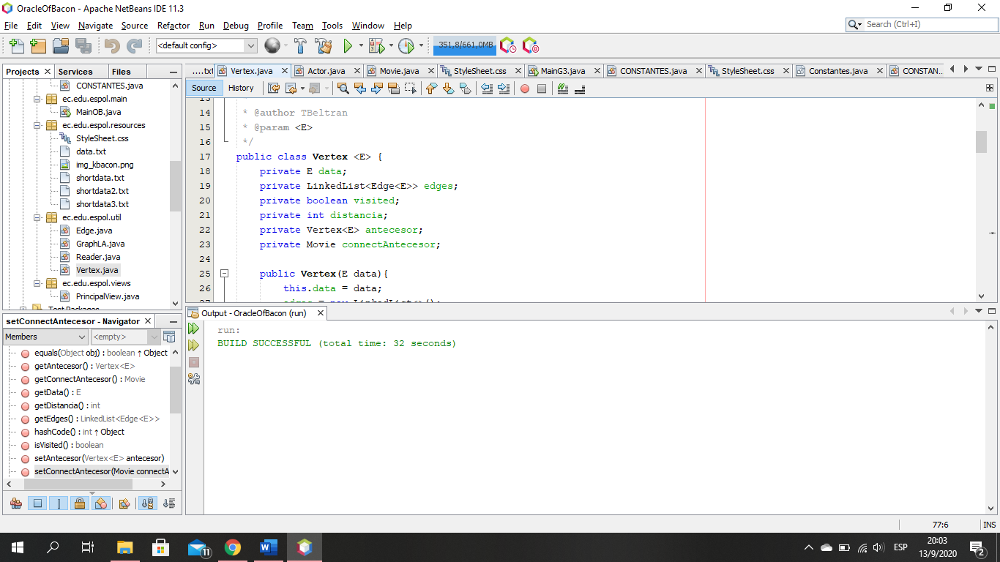 OracleOfBacon - Apache NetBeans IDE 11.3
File Edit View Navigate Source Refactor Run Debug Profile Team Tools Window Help
Search (Ctrl+I)
<default config>
351,8/661,0MB
Projects Services Files
CONSTANTES.java
ec.edu.espol.main
MainOB.java
ec.edu.espol.resources
StyleSheet.css
data.txt
img_kbacon.png
shortdata.txt
shortdata2.txt
shortdata3.txt
ec.edu.espol.util
Edge.java
GraphLA.java
Reader.java
Vertex.java
ec.edu.espol.views
PrincipalView.java
Test Packages
....txt Vertex.java Actor.java Movie.java StyleSheet.css MainG3.java CONSTANTES.java StyleSheet.css Constantes.java CONSTAN...
Source History
13
14 * @author TBeltran
15 * @param <E>
16 */
17 public class Vertex <E> {
18 private E data;
19 private LinkedList<Edge<E>> edges;
20 private boolean visited;
21 private int distancia;
22 private Vertex<E> antecesor;
23 private Movie connectAntecesor;
24
25 public Vertex(E data){
26 this.data = data;
27 edges = new LinkedList<>();
setConnectAntecesor - Navigator
Members <empty>
equals(Object obj) : boolean ↑ Object
getAntecesor() : Vertex<E>
getConnectAntecesor() : Movie
getData() : E
getDistancia() : int
getEdges() : LinkedList<Edge<E>>
hashCode() : int ↑ Object
isVisited() : boolean
setAntecesor(Vertex<E> antecesor)
setConnectAntecesor(Movie connectA
Output - OracleOfBacon (run)
run:
BUILD SUCCESSFUL (total time: 32 seconds)
77:6 INS
11
ESP
20:03
13/9/2020
2